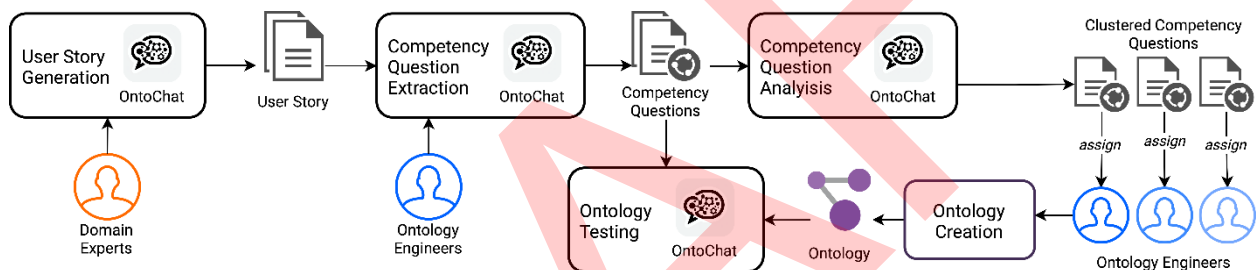 User Story
Generation
OntoChat
User Story
Competency
Question
Extraction
OntoChat
Competency
Questions
Competency
Question
Analyisis
OntoChat
Clustered Competency
Questions
assign
assign
assign
Domain
Experts
Ontology
Engineers
Ontology
Testing
OntoChat
Ontology
Ontology
Creation
Ontology Engineers